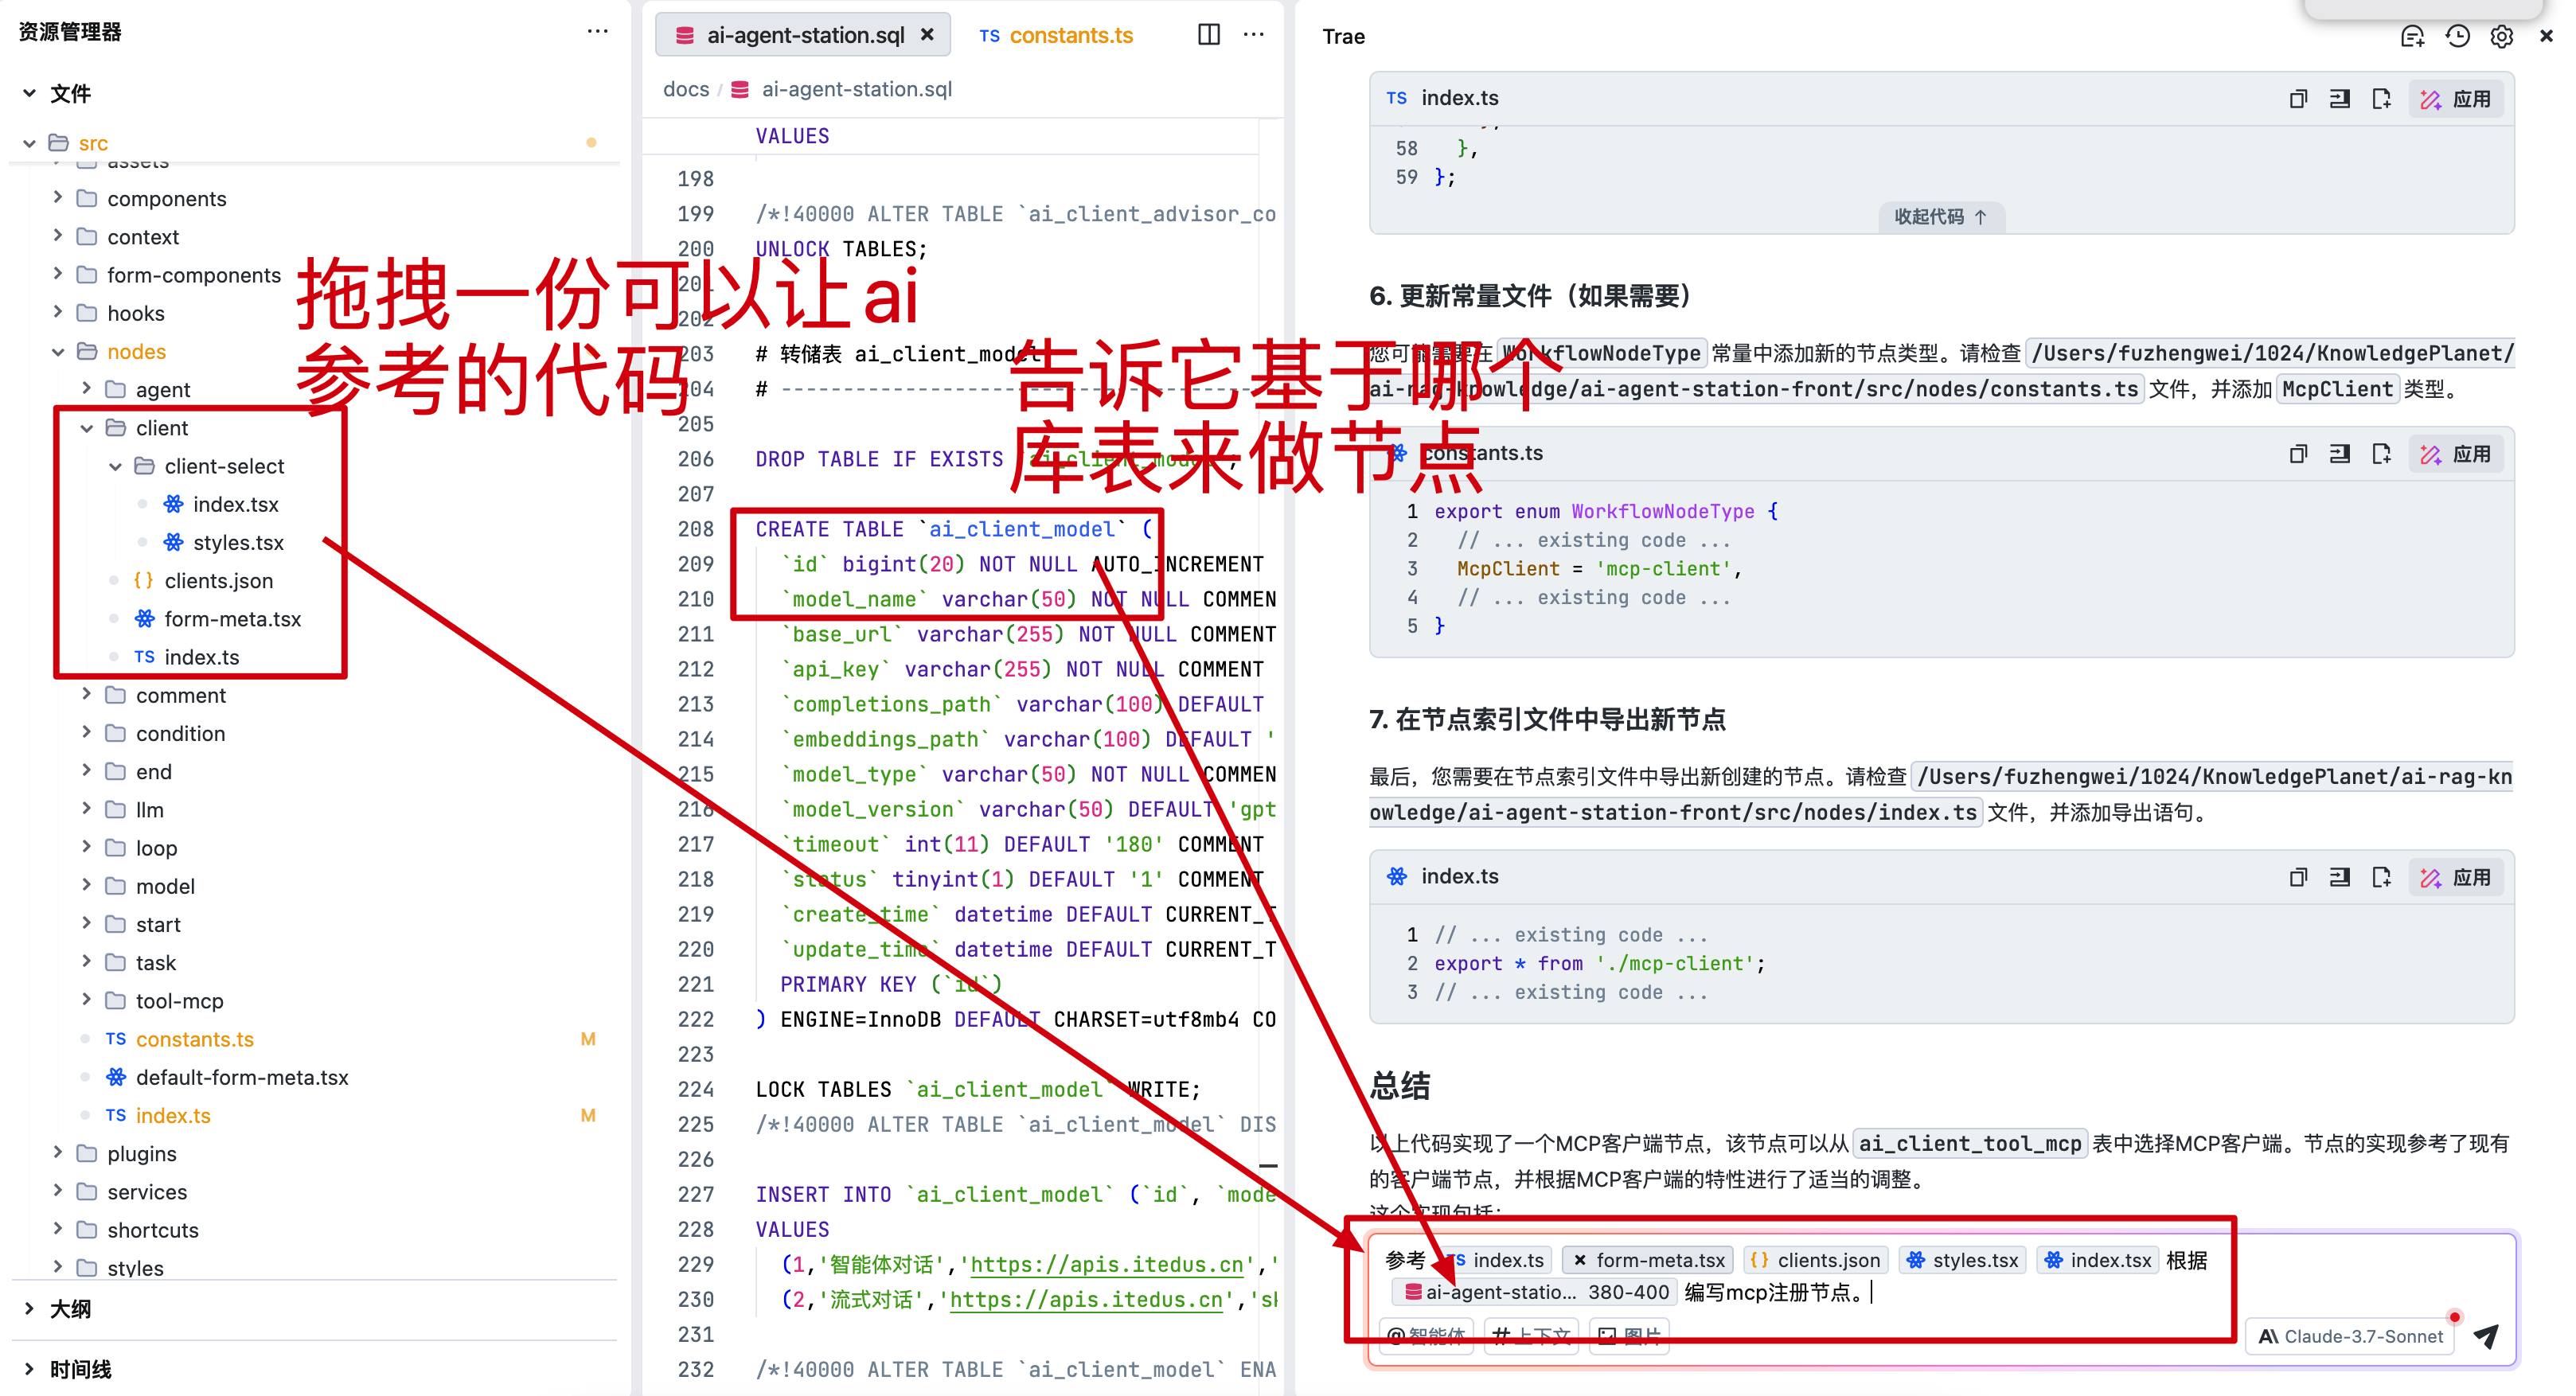 资源管理器
文件
src
assets
components
context
form-components
hooks
nodes
agent
client
client-select
index.tsx
styles.tsx
clients.json
form-meta.tsx
TS index.ts
comment
condition
end
llm
loop
model
start
task
tool-mcp
TS constants.ts M
default-form-meta.tsx
TS index.ts M
plugins
services
shortcuts
styles
大纲
时间线
拖拽一份可以让ai
参考的代码
ai-agent-station.sql
TS constants.ts
docs / ai-agent-station.sql
VALUES
198
199 /*!40000 ALTER TABLE `ai_client_advisor_co
200 UNLOCK TABLES;
201
202
203 # 转储表 ai_client_model
204 # ------------------------------------
205
206 DROP TABLE IF EXISTS `ai_client_model`;
207
208 CREATE TABLE `ai_client_model` (
209 `id` bigint(20) NOT NULL AUTO_INCREMENT
210 `model_name` varchar(50) NOT NULL COMMEN
211 `base_url` varchar(255) NOT NULL COMMENT
212 `api_key` varchar(255) NOT NULL COMMENT
213 `completions_path` varchar(100) DEFAULT
214 `embeddings_path` varchar(100) DEFAULT '
215 `model_type` varchar(50) NOT NULL COMMEN
216 `model_version` varchar(50) DEFAULT 'gpt
217 `timeout` int(11) DEFAULT '180' COMMENT
218 `status` tinyint(1) DEFAULT '1' COMMENT
219 `create_time` datetime DEFAULT CURRENT_T
220 `update_time` datetime DEFAULT CURRENT_T
221 PRIMARY KEY (`id`)
222 ) ENGINE=InnoDB DEFAULT CHARSET=utf8mb4 CO
223
224 LOCK TABLES `ai_client_model` WRITE;
225 /*!40000 ALTER TABLE `ai_client_model` DIS
226
227 INSERT INTO `ai_client_model` (`id`, `mode
228 VALUES
229 (1,'智能体对话','https://apis.itedus.cn','
230 (2,'流式对话','https://apis.itedus.cn','sk
231
232 /*!40000 ALTER TABLE `ai_client_model` ENA
告诉它基于哪个
库表来做节点
Trae
TS index.ts 应用
58 },
59 };
收起代码 ↑
6. 更新常量文件（如果需要）
您可能需要在 WorkflowNodeType 常量中添加新的节点类型。请检查 /Users/fuzhengwei/1024/KnowledgePlanet/
ai-rag-knowledge/ai-agent-station-front/src/nodes/constants.ts 文件，并添加 McpClient 类型。
constants.ts 应用
1 export enum WorkflowNodeType {
2 // ... existing code ...
3 McpClient = 'mcp-client',
4 // ... existing code ...
5 }
7. 在节点索引文件中导出新节点
最后，您需要在节点索引文件中导出新创建的节点。请检查 /Users/fuzhengwei/1024/KnowledgePlanet/ai-rag-kn
owledge/ai-agent-station-front/src/nodes/index.ts 文件，并添加导出语句。
index.ts 应用
1 // ... existing code ...
2 export * from './mcp-client';
3 // ... existing code ...
总结
以上代码实现了一个MCP客户端节点，该节点可以从 ai_client_tool_mcp 表中选择MCP客户端。节点的实现参考了现有
的客户端节点，并根据MCP客户端的特性进行了适当的调整。
这个实现包括：
参考 TS index.ts × form-meta.tsx clients.json styles.tsx index.tsx 根据
ai-agent-statio... 380-400 编写mcp注册节点。
@智能体 # 上下文 图片
Claude-3.7-Sonnet